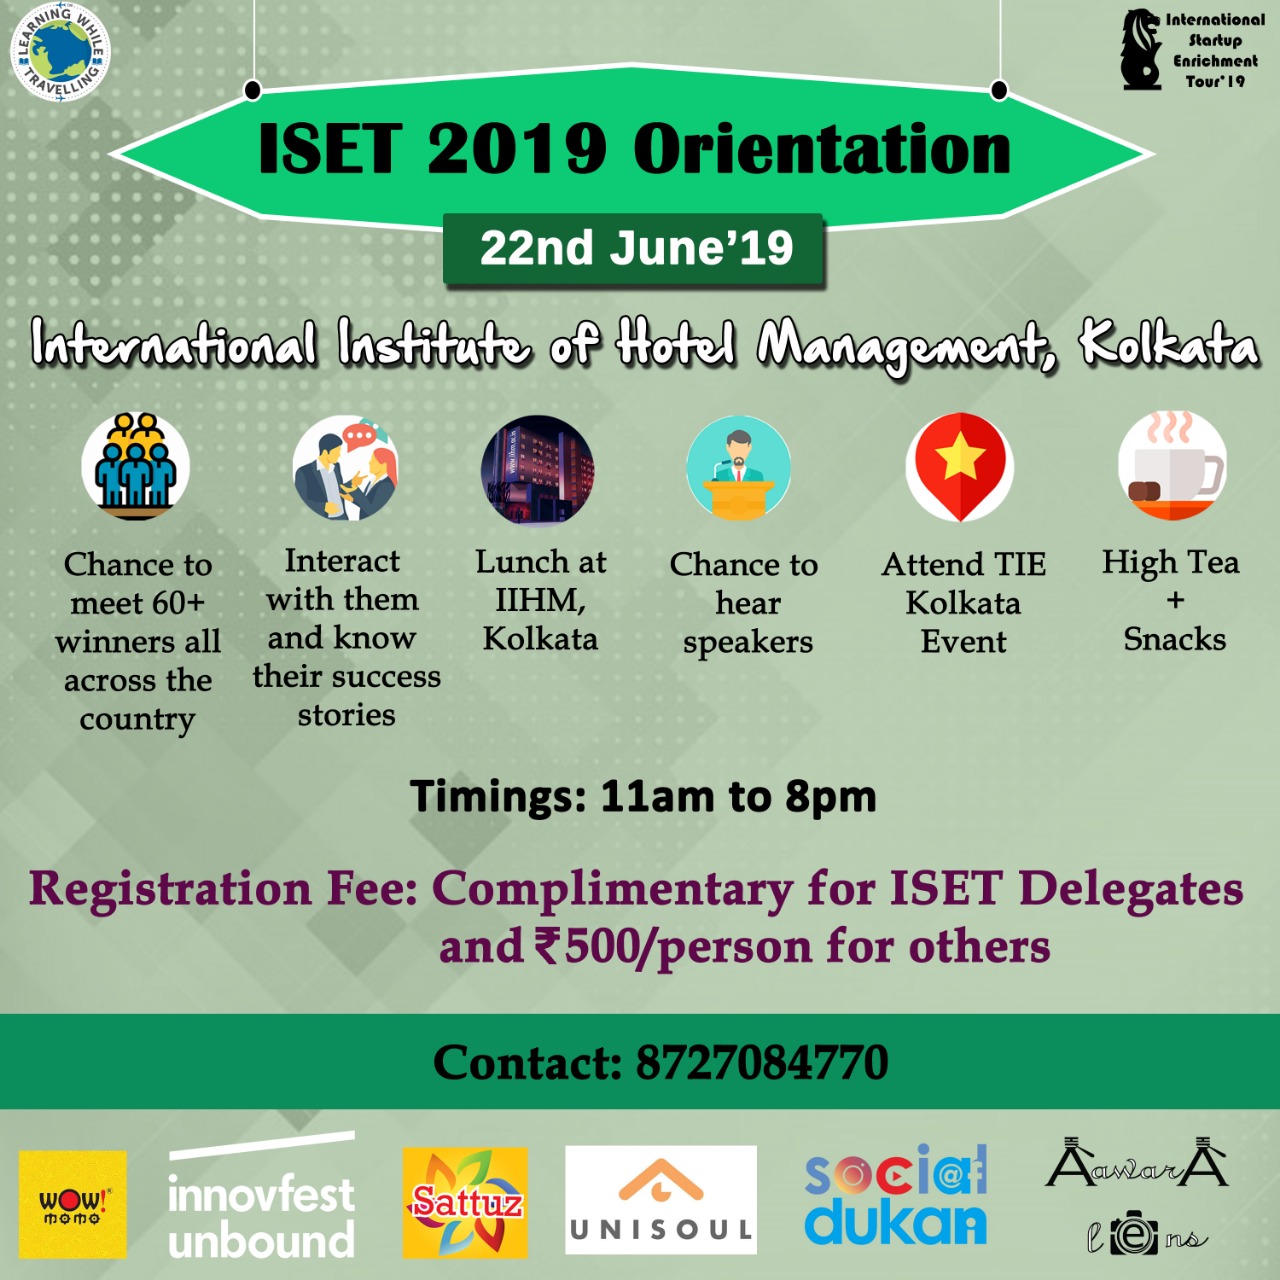 LEARNING WHILE
TRAVELLING
International
Startup
Enrichment
Tour'19
ISET 2019 Orientation
22nd June’19
International Institute of Hotel Management, Kolkata
www.iihm.ac.in
Chance to
meet 60+
winners all
across the
country
Interact
with them
and know
their success
stories
Lunch at
IIHM,
Kolkata
Chance to
hear
speakers
Attend TIE
Kolkata
Event
High Tea
+
Snacks
Timings: 11am to 8pm
Registration Fee: Complimentary for ISET Delegates
and ₹500/person for others
Contact: 8727084770
WOW!®
MOMO
innovfest
unbound
Sattuz
UNISOUL
social
dukan
AawarA
lens